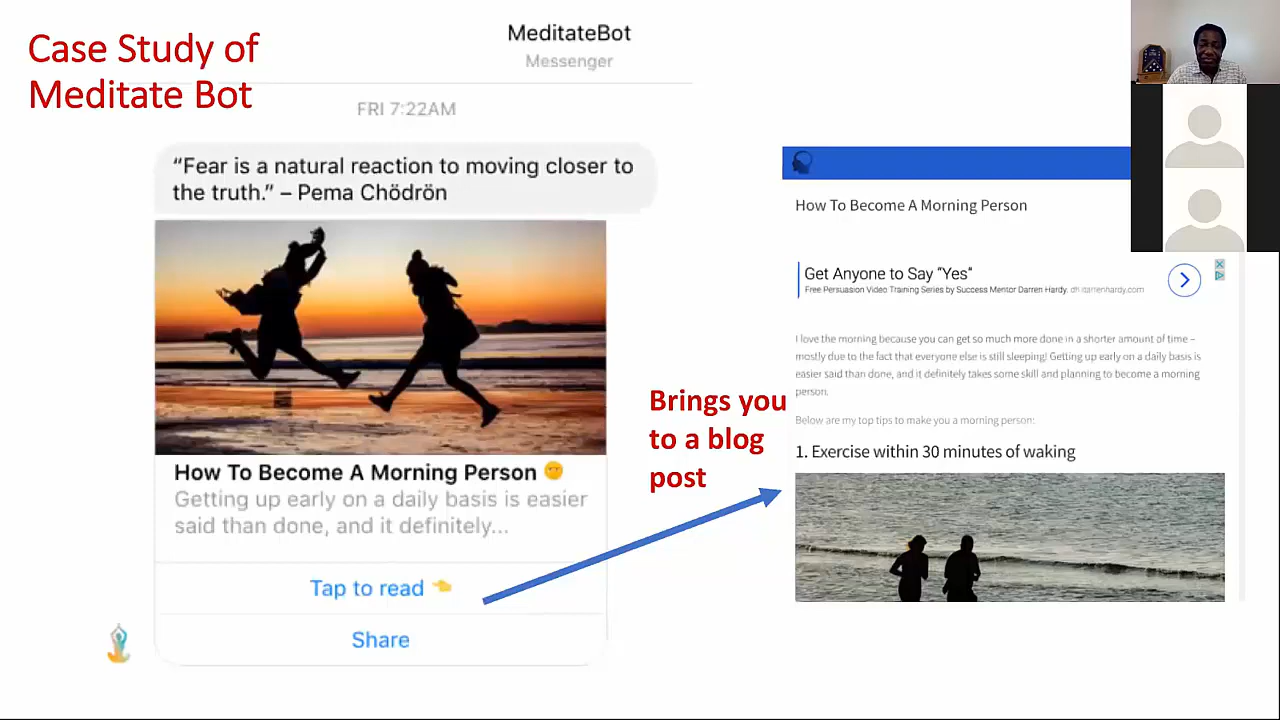 Case Study of
Meditate Bot
MeditateBot
Messenger
FRI 7:22AM
“Fear is a natural reaction to moving closer to
the truth.” – Pema Chödrön
How To Become A Morning Person
Getting up early on a daily basis is easier
said than done, and it definitely...
Tap to read
Share
Brings you
to a blog
post
How To Become A Morning Person
Get Anyone to Say "Yes"
Free Persuasion Video Training Series by Success Mentor Darren Hardy. dh.darrenhardy.com
I love the morning because you can get so much more done in a shorter amount of time –
mostly due to the fact that everyone else is still sleeping! Getting up early on a daily basis is
easier said than done, and it definitely takes some skill and planning to become a morning
person.
Below are my top tips to make you a morning person:
1. Exercise within 30 minutes of waking